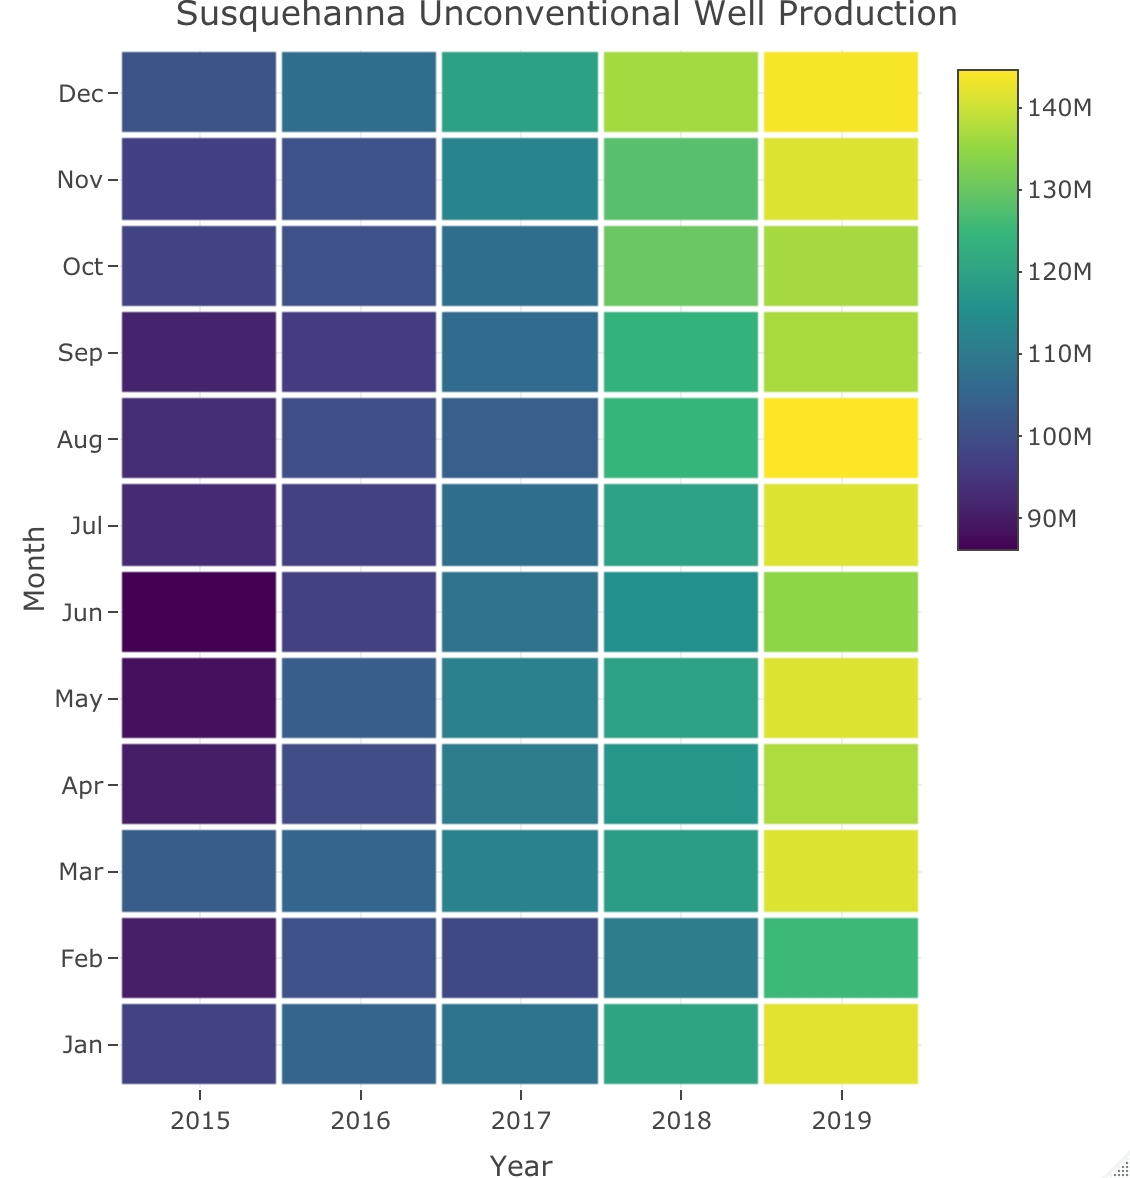 Susquehanna Unconventional Well Production
Dec
Nov
Oct
Sep
Aug
Jul
Jun
May
Apr
Mar
Feb
Jan
Month
2015 2016 2017 2018 2019
Year
140M
130M
120M
110M
100M
90M